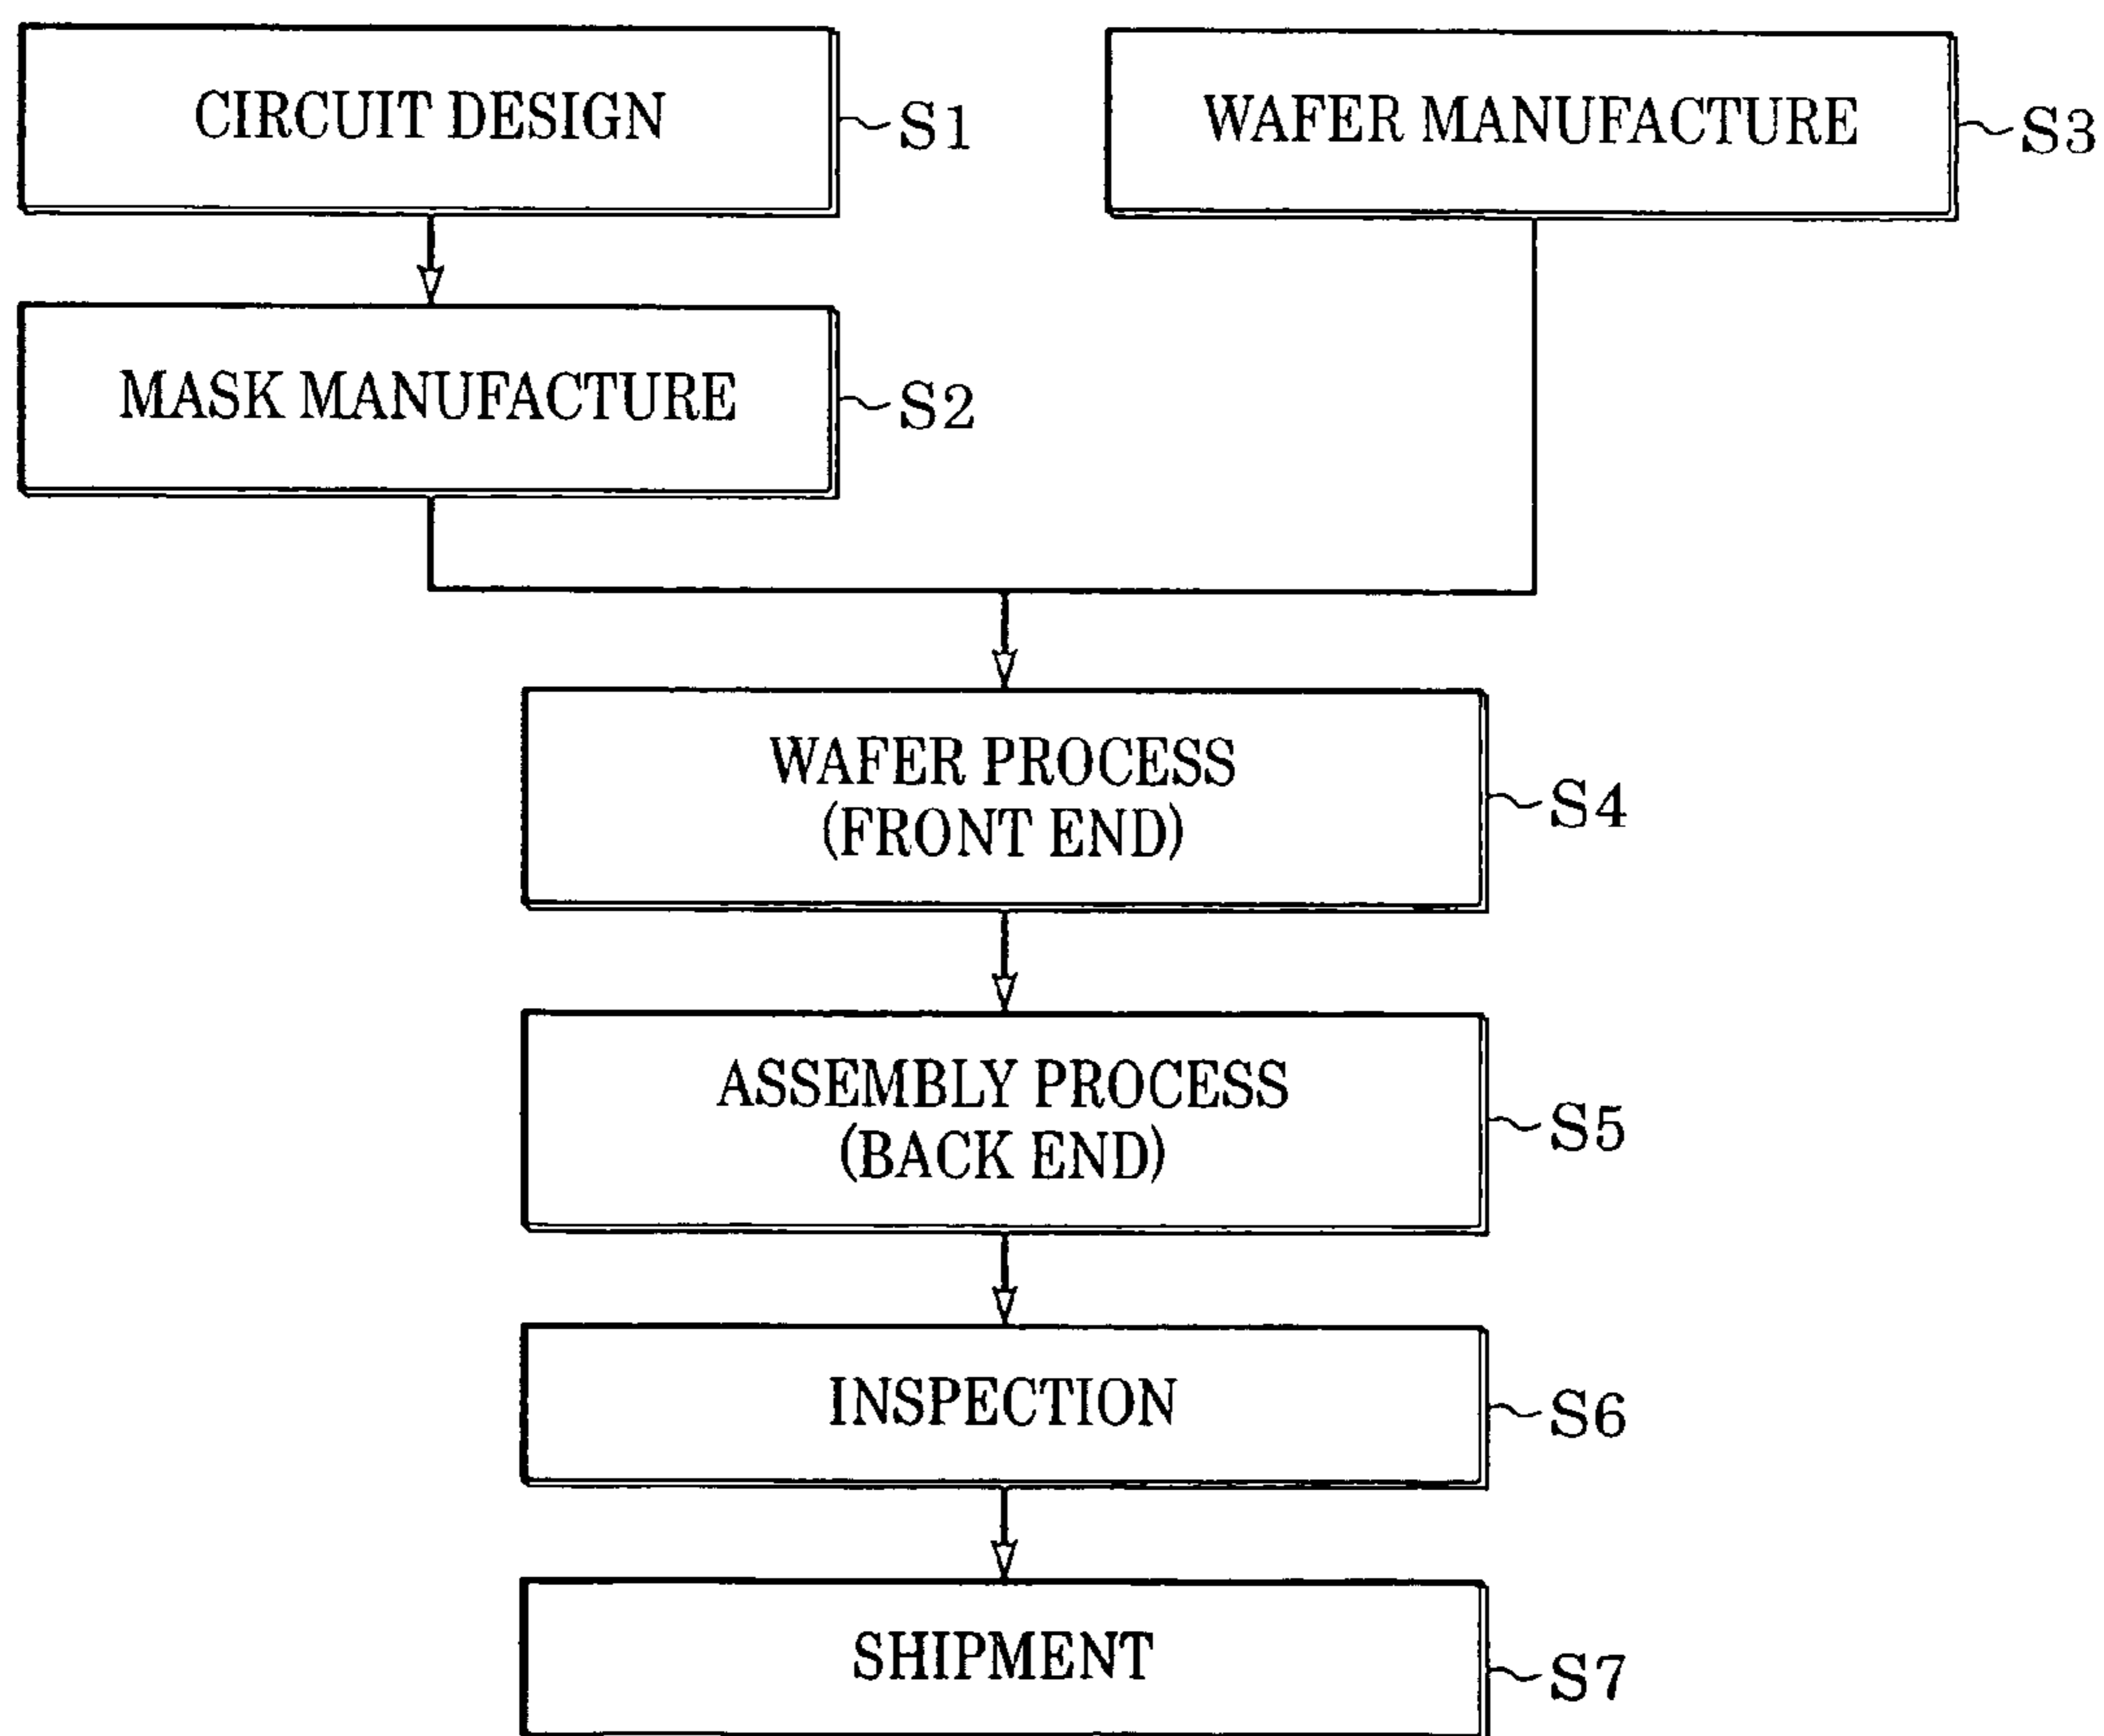 CIRCUIT DESIGN
S1
WAFER MANUFACTURE
S3
MASK MANUFACTURE
S2
WAFER PROCESS
(FRONT END)
S4
ASSEMBLY PROCESS
(BACK END)
S5
INSPECTION
S6
SHIPMENT
S7